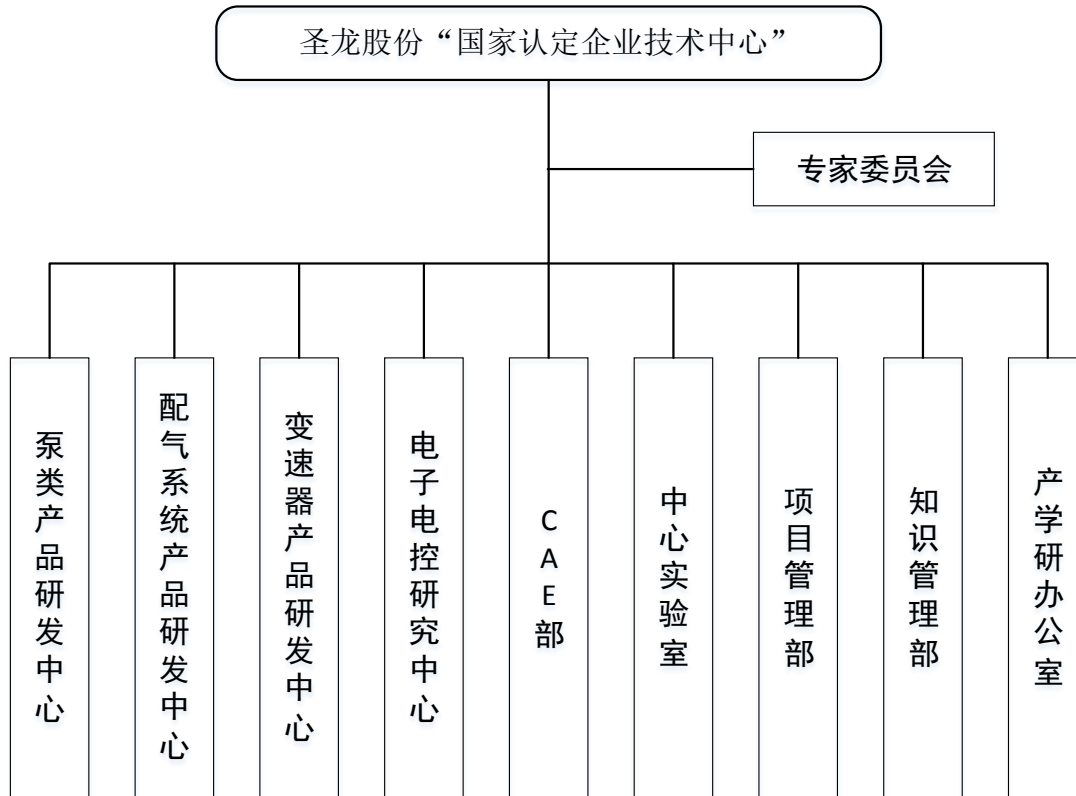 圣龙股份“国家认定企业技术中心”
专家委员会
泵类产品研发中心
配气系统产品研发中心
变速器产品研发中心
电子电控研究中心
CAE部
中心实验室
项目管理部
知识管理部
产学研办公室